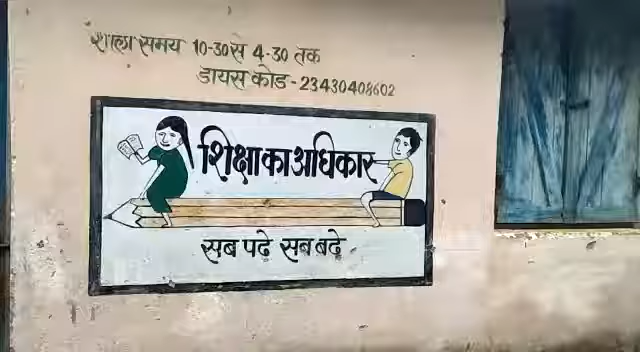 शाला समय 10-30 से 4-30 तक
डायस कोड - 23430408602
शिक्षा का अधिकार
सब पढे सब बढे